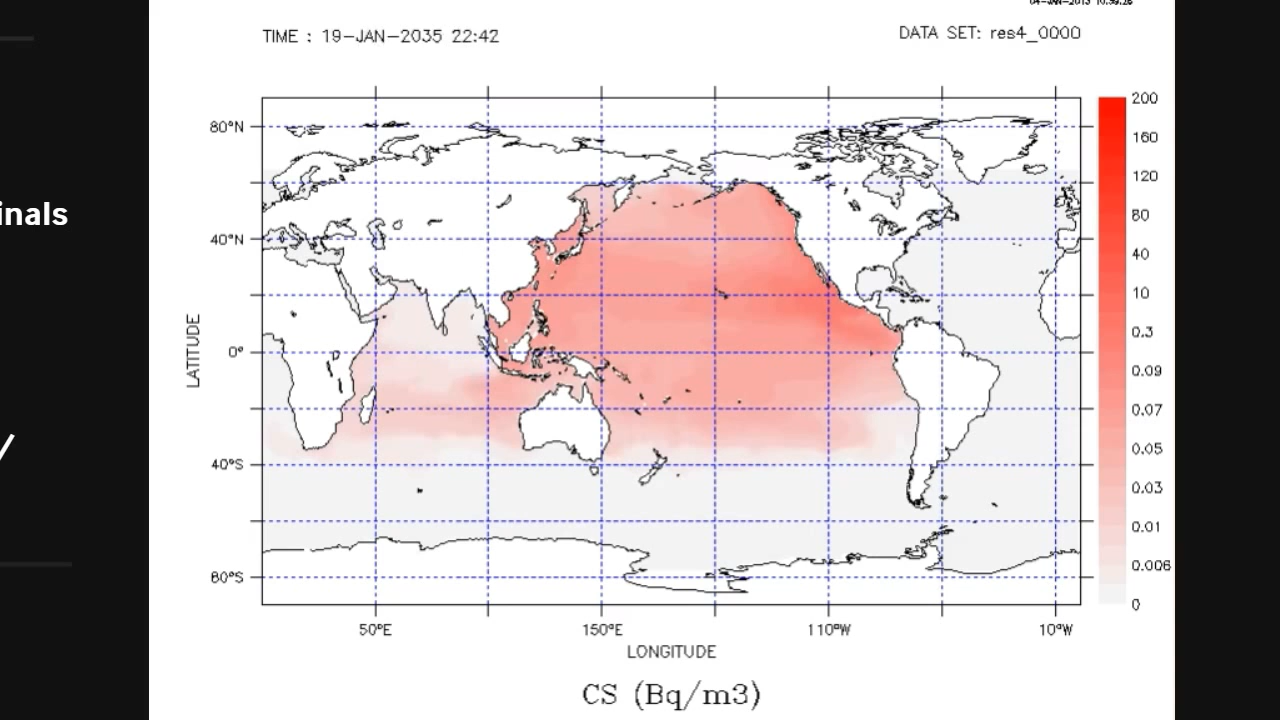 TIME : 19-JAN-2035 22:42
DATA SET: res4_0000
inals
/
80°N
40°N
0°
40°S
80°S
LATITUDE
50°E
150°E
110°W
10°W
LONGITUDE
200
160
120
80
40
10
0.3
0.09
0.07
0.05
0.03
0.01
0.006
0
CS (Bq/m3)